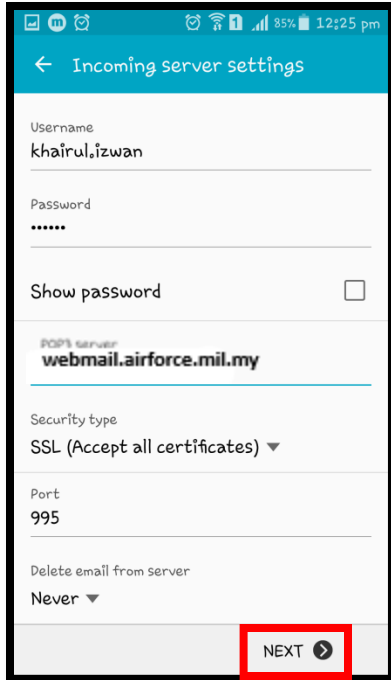 85% 12:25 pm
Incoming server settings
Username
khairul.izwan
Password
••••••
Show password
POP3 server
webmail.airforce.mil.my
Security type
SSL (Accept all certificates)
Port
995
Delete email from server
Never
NEXT